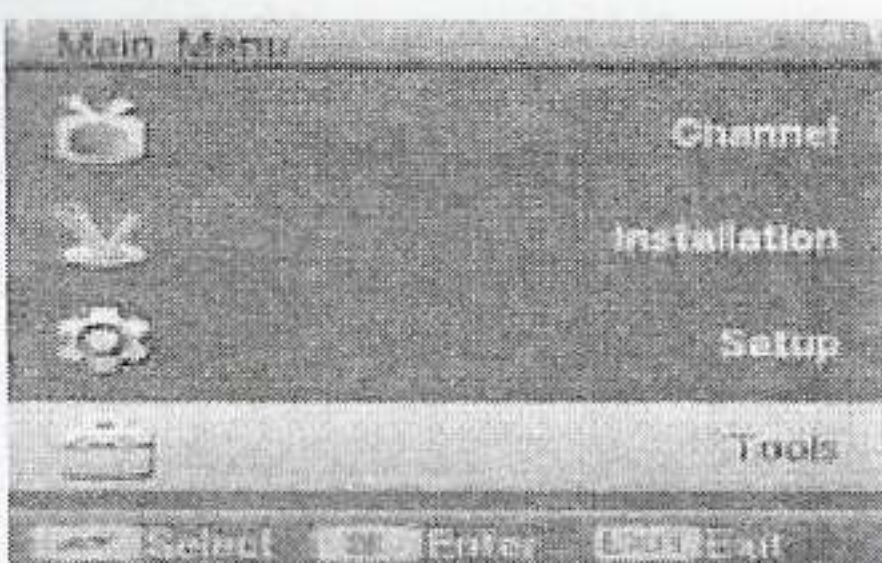 Main Menu
Channel
Installation
Setup
Tools
Select Enter Exit